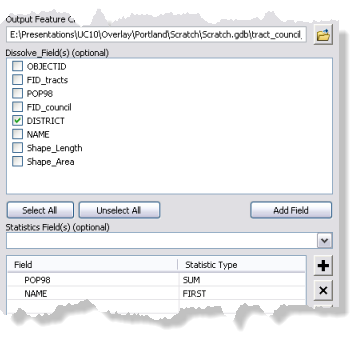 Output Feature C
E:\Presentations\UC10\Overlay\Portland\Scratch\Scratch.gdb\tract_council_
Dissolve_Field(s) (optional)
OBJECTID
FID_tracts
POP98
FID_council
DISTRICT
NAME
Shape_Length
Shape_Area
Select All Unselect All Add Field
Statistics Field(s) (optional)
Field Statistic Type
POP98 SUM
NAME FIRST